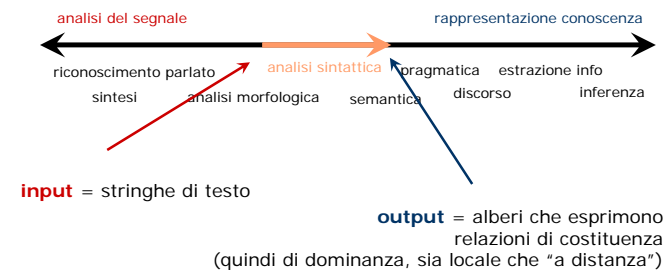 analisi del segnale
rappresentazione conoscenza
riconoscimento parlato
analisi sintattica
pragmatica
estrazione info
sintesi
analisi morfologica
semantica
discorso
inferenza
input = stringhe di testo
output = alberi che esprimono
relazioni di costituenza
(quindi di dominanza, sia locale che “a distanza”)